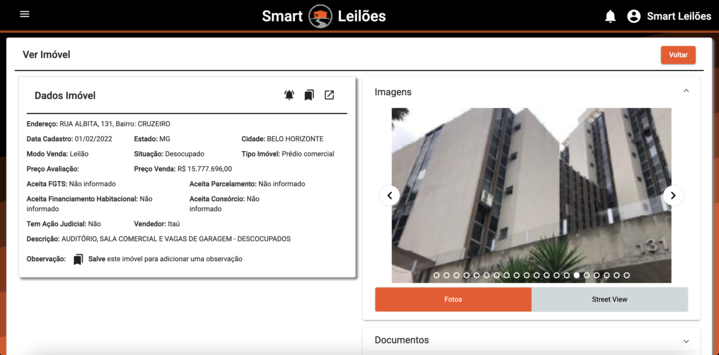 Smart Leilões
Smart Leilões
Ver Imóvel
Voltar
Dados Imóvel
Endereço: RUA ALBITA, 131, Bairro: CRUZEIRO
Data Cadastro: 01/02/2022 Estado: MG Cidade: BELO HORIZONTE
Modo Venda: Leilão Situação: Desocupado Tipo Imóvel: Prédio comercial
Preço Avaliação: Preço Venda: R$ 15.777.696,00
Aceita FGTS: Não informado Aceita Parcelamento: Não informado
Aceita Financiamento Habitacional: Não informado
Aceita Consórcio: Não informado
Tem Ação Judicial: Não Vendedor: Itaú
Descrição: AUDITÓRIO, SALA COMERCIAL E VAGAS DE GARAGEM - DESCOCUPADOS
Observação: Salve este imóvel para adicionar uma observação
Imagens
131
Fotos
Street View
Documentos